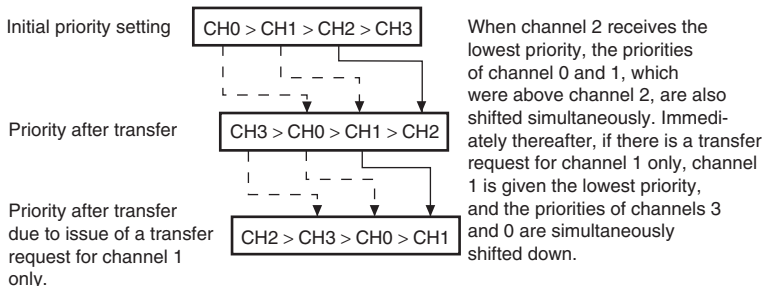 Initial priority setting
CH0 > CH1 > CH2 > CH3
Priority after transfer
CH3 > CH0 > CH1 > CH2
Priority after transfer
due to issue of a transfer
request for channel 1
only.
CH2 > CH3 > CH0 > CH1
When channel 2 receives the
lowest priority, the priorities
of channel 0 and 1, which
were above channel 2, are also
shifted simultaneously. Immedi-
ately thereafter, if there is a transfer
request for channel 1 only, channel
1 is given the lowest priority,
and the priorities of channels 3
and 0 are simultaneously
shifted down.